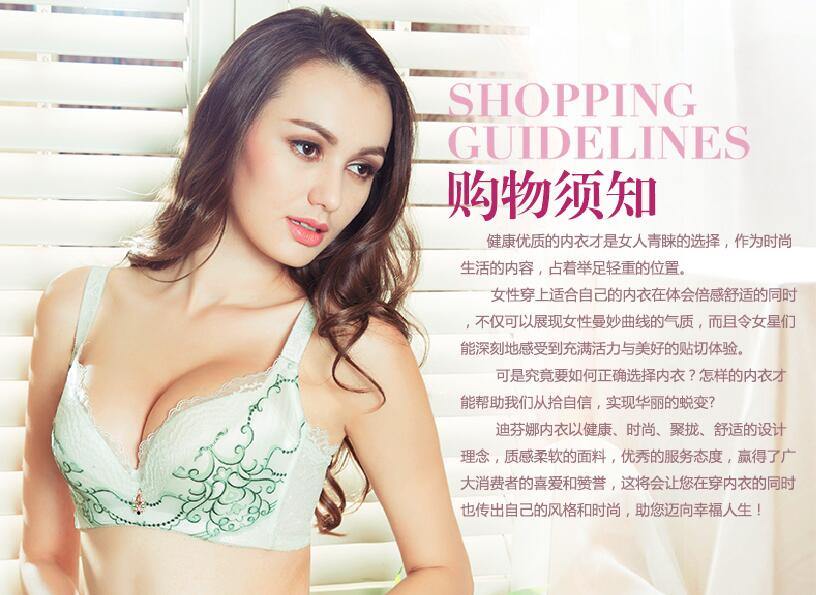 SHOPPING
GUIDELINES
购物须知
健康优质的内衣才是女人青睐的选择，作为时尚
生活的内容，占着举足轻重的位置。
女性穿上适合自己的内衣在体会倍感舒适的同时
，不仅可以展现女性曼妙曲线的气质，而且令女星们
能深刻地感受到充满活力与美好的贴切体验。
可是究竟要如何正确选择内衣？怎样的内衣才
能帮助我们从拾自信，实现华丽的蜕变?
迪芬娜内衣以健康、时尚、聚拢、舒适的设计
理念，质感柔软的面料，优秀的服务态度，赢得了广
大消费者的喜爱和赞誉，这将会让您在穿内衣的同时
也传出自己的风格和时尚，助您迈向幸福人生！